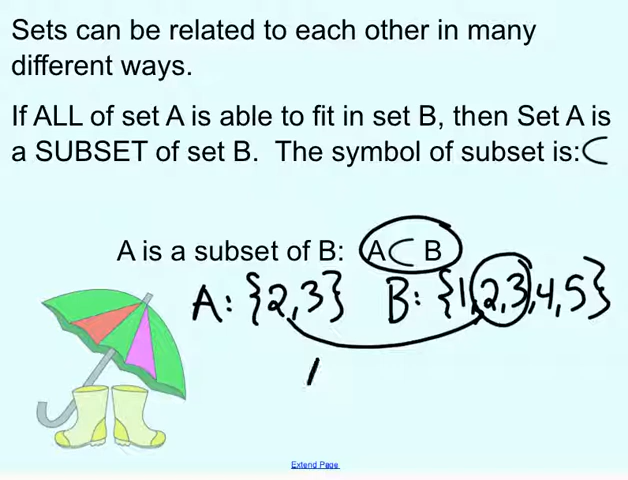 Sets can be related to each other in many
different ways.
If ALL of set A is able to fit in set B, then Set A is
a SUBSET of set B. The symbol of subset is:⊂
A is a subset of B: A⊂ B
A: {2,3} B: {1,2,3,4,5}
Extend Page